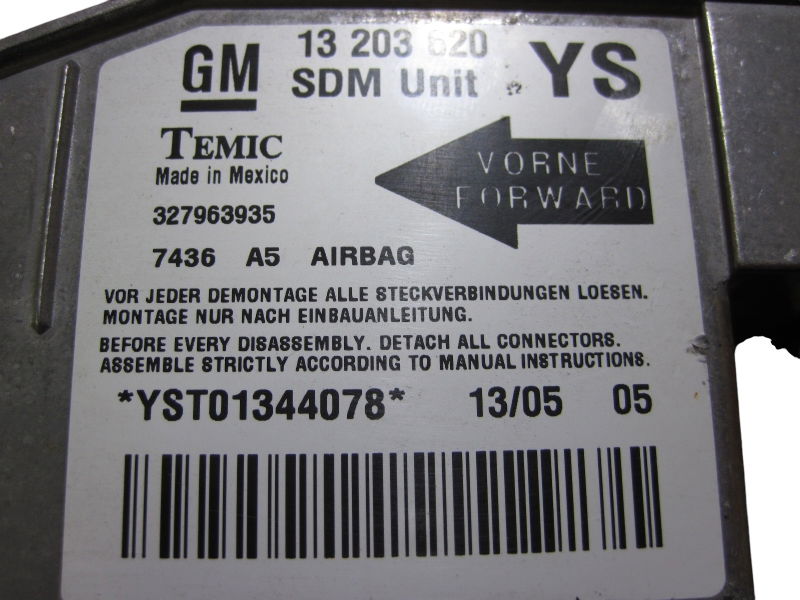 GM 13 203 620 YS
SDM Unit
TEMIC
Made in Mexico
VORNE
FORWARD
327963935
7436 A5 AIRBAG
VOR JEDER DEMONTAGE ALLE STECKVERBINDUNGEN LOESEN.
MONTAGE NUR NACH EINBAUANLEITUNG.
BEFORE EVERY DISASSEMBLY. DETACH ALL CONNECTORS.
ASSEMBLE STRICTLY ACCORDING TO MANUAL INSTRUCTIONS.
*YST01344078* 13/05 05